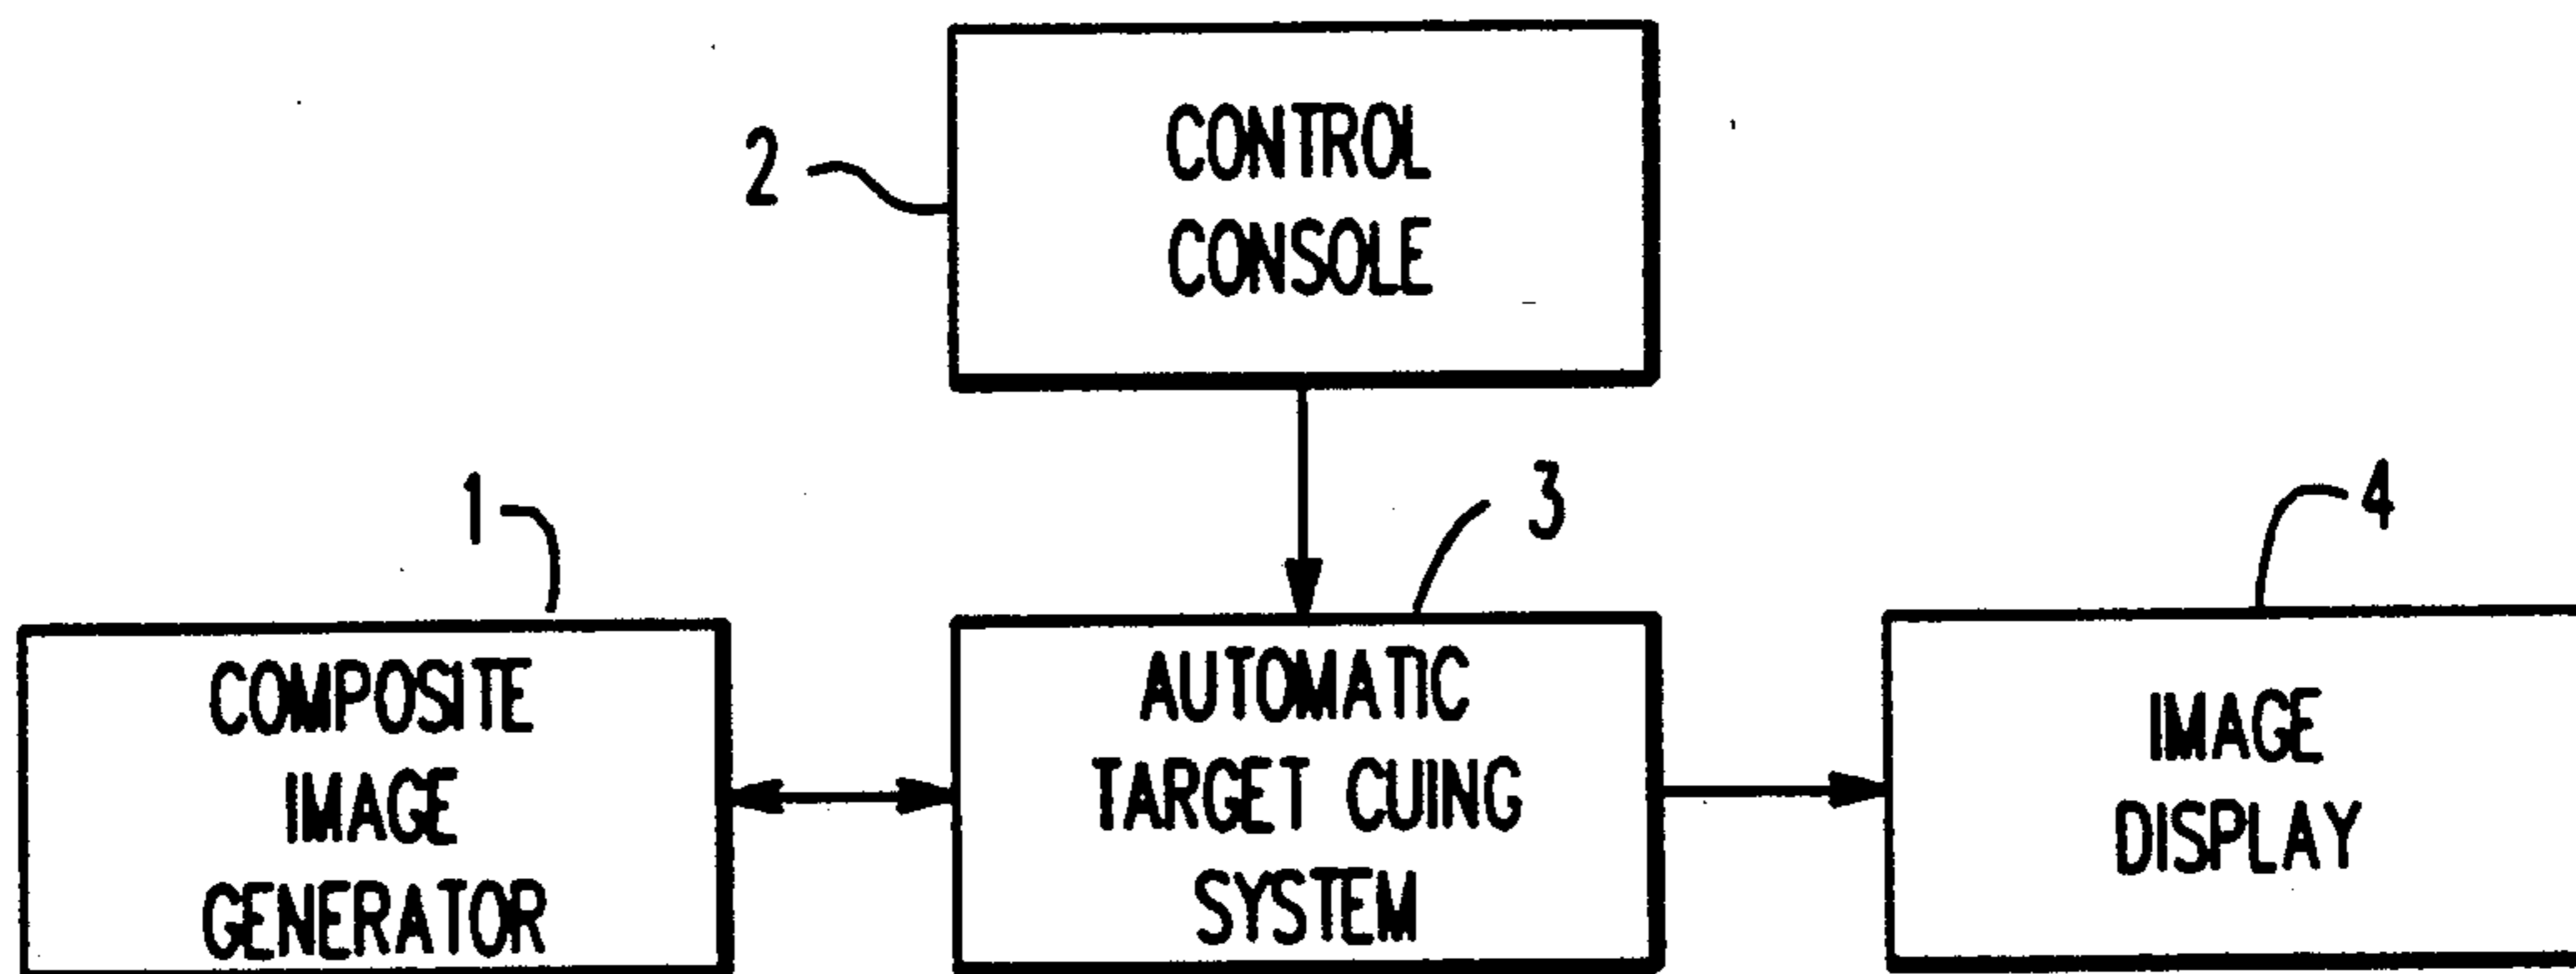 2
CONTROL
CONSOLE
1
COMPOSITE
IMAGE
GENERATOR
3
AUTOMATIC
TARGET CUING
SYSTEM
4
IMAGE
DISPLAY